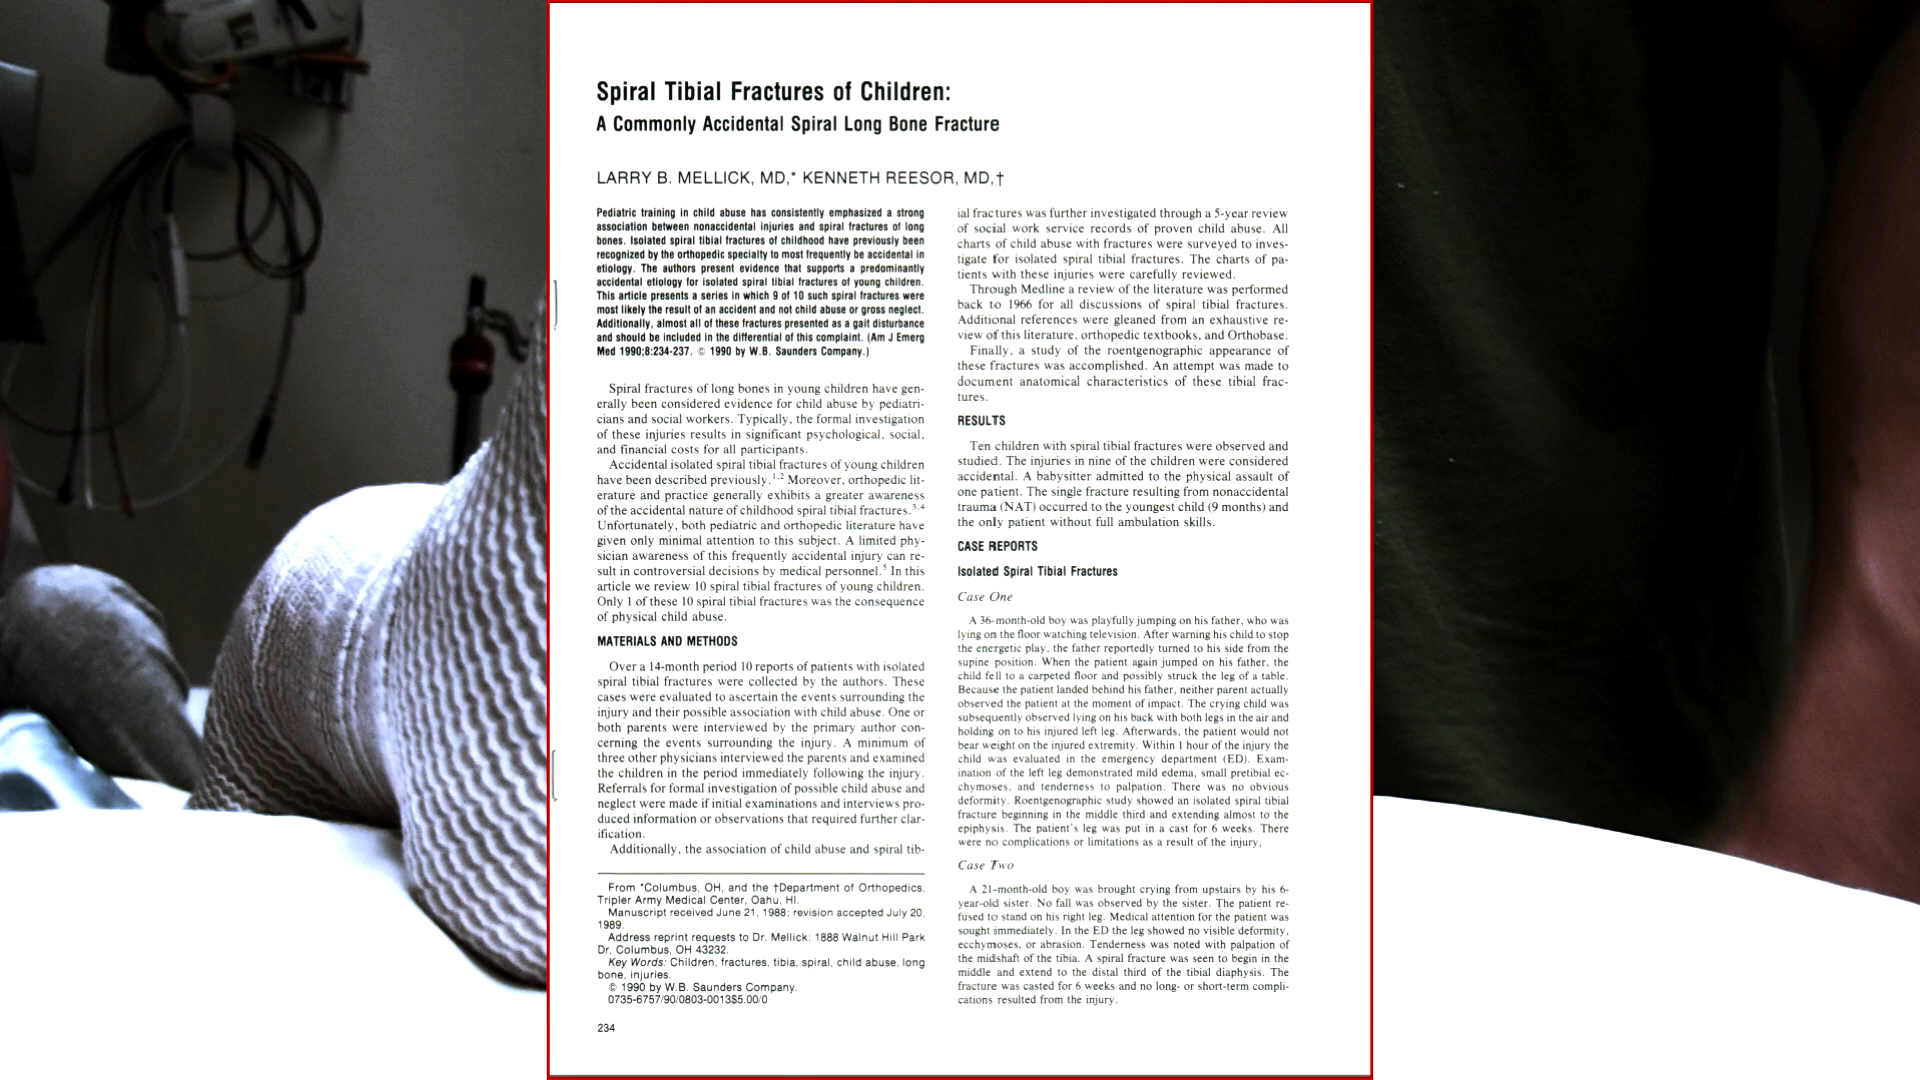 Spiral Tibial Fractures of Children:
A Commonly Accidental Spiral Long Bone Fracture
LARRY B. MELLICK, MD,* KENNETH REESOR, MD,†
Pediatric training in child abuse has consistently emphasized a strong
association between nonaccidental injuries and spiral fractures of long
bones. Isolated spiral tibial fractures of childhood have previously been
recognized by the orthopedic specialty to most frequently be accidental in
etiology. The authors present evidence that supports a predominantly
accidental etiology for isolated spiral tibial fractures of young children.
This article presents a series in which 9 of 10 such spiral fractures were
most likely the result of an accident and not child abuse or gross neglect.
Additionally, almost all of these fractures presented as a gait disturbance
and should be included in the differential of this complaint. (Am J Emerg
Med 1990;8:234-237. © 1990 by W.B. Saunders Company.)
Spiral fractures of long bones in young children have gen-
erally been considered evidence for child abuse by pediatri-
cians and social workers. Typically, the formal investigation
of these injuries results in significant psychological, social,
and financial costs for all participants.
Accidental isolated spiral tibial fractures of young children
have been described previously.1,2 Moreover, orthopedic lit-
erature and practice generally exhibits a greater awareness
of the accidental nature of childhood spiral tibial fractures.3,4
Unfortunately, both pediatric and orthopedic literature have
given only minimal attention to this subject. A limited phy-
sician awareness of this frequently accidental injury can re-
sult in controversial decisions by medical personnel.5 In this
article we review 10 spiral tibial fractures of young children.
Only 1 of these 10 spiral tibial fractures was the consequence
of physical child abuse.
MATERIALS AND METHODS
Over a 14-month period 10 reports of patients with isolated
spiral tibial fractures were collected by the authors. These
cases were evaluated to ascertain the events surrounding the
injury and their possible association with child abuse. One or
both parents were interviewed by the primary author con-
cerning the events surrounding the injury. A minimum of
three other physicians interviewed the parents and examined
the children in the period immediately following the injury.
Referrals for formal investigation of possible child abuse and
neglect were made if initial examinations and interviews pro-
duced information or observations that required further clar-
ification.
Additionally, the association of child abuse and spiral tib-
From *Columbus, OH, and the †Department of Orthopedics.
Tripler Army Medical Center, Oahu, HI.
Manuscript received June 21, 1988; revision accepted July 20,
1989.
Address reprint requests to Dr. Mellick: 1888 Walnut Hill Park
Dr, Columbus, OH 43232.
Key Words: Children, fractures, tibia, spiral, child abuse, long
bone, injuries.
© 1990 by W.B. Saunders Company.
0735-6757/90/0803-0013$5.00/0
234
ial fractures was further investigated through a 5-year review
of social work service records of proven child abuse. All
charts of child abuse with fractures were surveyed to inves-
tigate for isolated spiral tibial fractures. The charts of pa-
tients with these injuries were carefully reviewed.
Through Medline a review of the literature was performed
back to 1966 for all discussions of spiral tibial fractures.
Additional references were gleaned from an exhaustive re-
view of this literature, orthopedic textbooks, and Orthobase.
Finally, a study of the roentgenographic appearance of
these fractures was accomplished. An attempt was made to
document anatomical characteristics of these tibial frac-
tures.
RESULTS
Ten children with spiral tibial fractures were observed and
studied. The injuries in nine of the children were considered
accidental. A babysitter admitted to the physical assault of
one patient. The single fracture resulting from nonaccidental
trauma (NAT) occurred to the youngest child (9 months) and
the only patient without full ambulation skills.
CASE REPORTS
Isolated Spiral Tibial Fractures
Case One
A 36-month-old boy was playfully jumping on his father, who was
lying on the floor watching television. After warning his child to stop
the energetic play, the father reportedly turned to his side from the
supine position. When the patient again jumped on his father, the
child fell to a carpeted floor and possibly struck the leg of a table.
Because the patient landed behind his father, neither parent actually
observed the patient at the moment of impact. The crying child was
subsequently observed lying on his back with both legs in the air and
holding on to his injured left leg. Afterwards, the patient would not
bear weight on the injured extremity. Within 1 hour of the injury the
child was evaluated in the emergency department (ED). Exam-
ination of the left leg demonstrated mild edema, small pretibial ec-
chymoses, and tenderness to palpation. There was no obvious
deformity. Roentgenographic study showed an isolated spiral tibial
fracture beginning in the middle third and extending almost to the
epiphysis. The patient's leg was put in a cast for 6 weeks. There
were no complications or limitations as a result of the injury.
Case Two
A 21-month-old boy was brought crying from upstairs by his 6-
year-old sister. No fall was observed by the sister. The patient re-
fused to stand on his right leg. Medical attention for the patient was
sought immediately. In the ED the leg showed no visible deformity,
ecchymoses, or abrasion. Tenderness was noted with palpation of
the midshaft of the tibia. A spiral fracture was seen to begin in the
middle and extend to the distal third of the tibial diaphysis. The
fracture was casted for 6 weeks and no long- or short-term compli-
cations resulted from the injury.